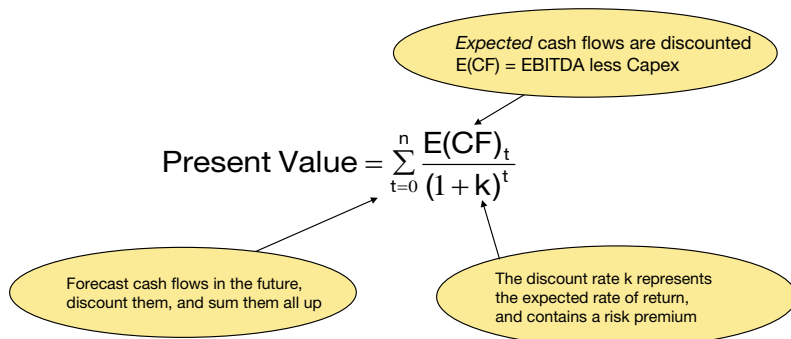 Expected cash flows are discounted
E(CF) = EBITDA less Capex
Present Value = \sum_{t=0}^{n} \frac{E(CF)_t}{(1 + k)^t}
Forecast cash flows in the future,
discount them, and sum them all up
The discount rate k represents
the expected rate of return,
and contains a risk premium